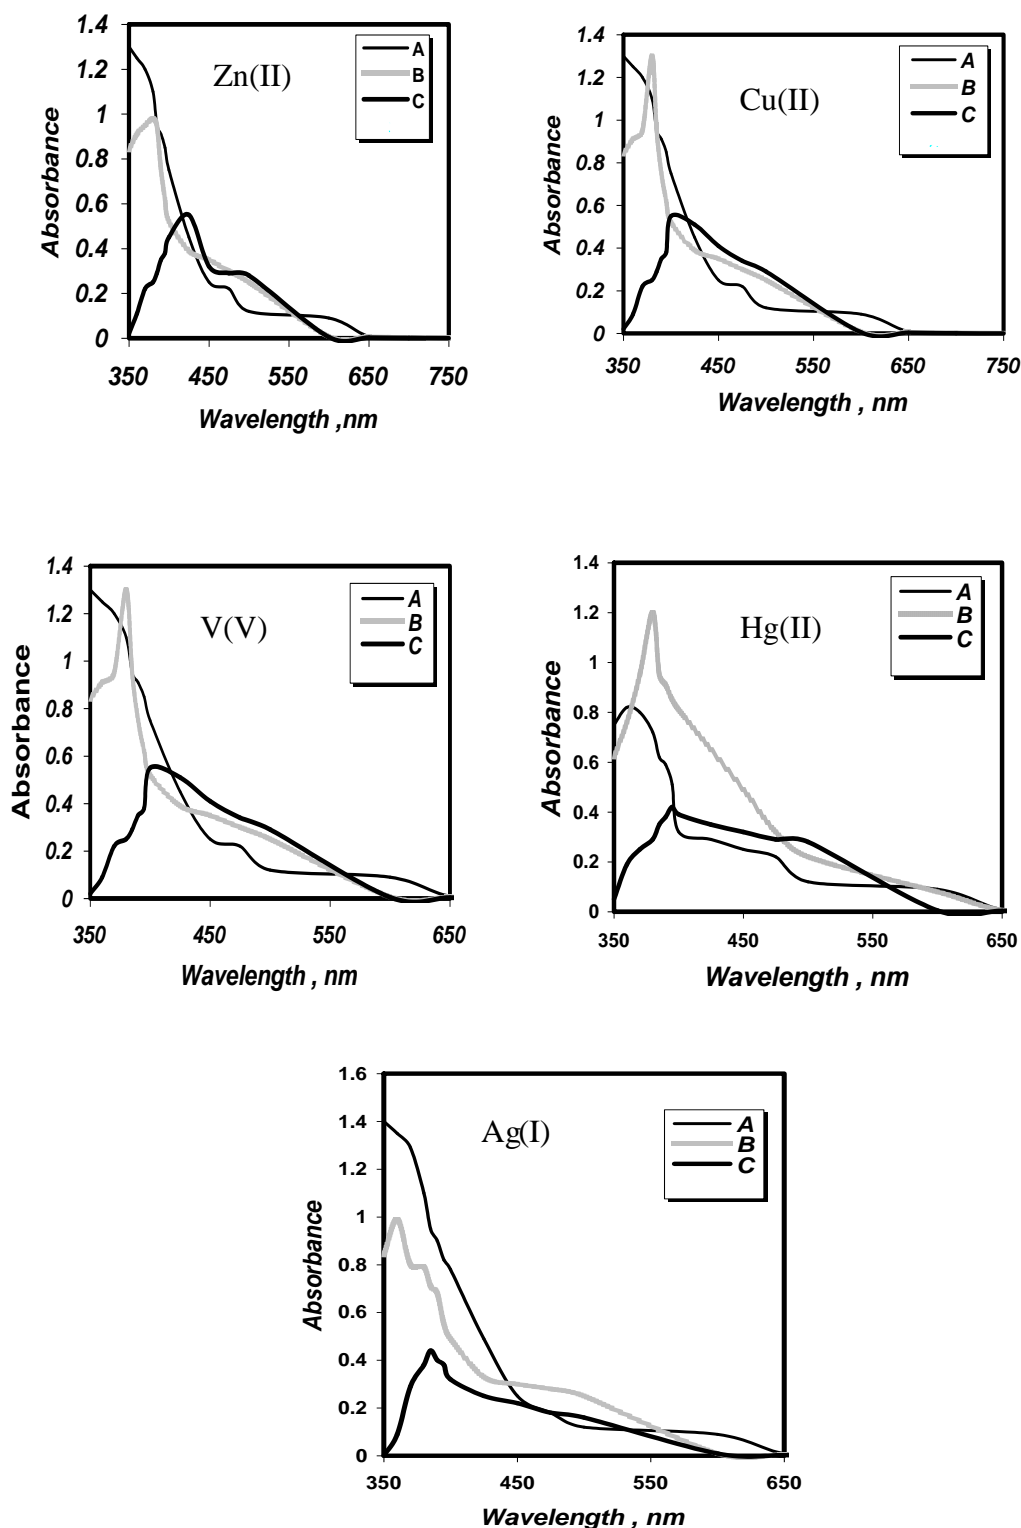 1.4
1.2
1
0.8
0.6
0.4
0.2
0
Absorbance
Zn(II)
A
B
C
350 450 550 650 750
Wavelength ,nm
1.4
1.2
1
0.8
0.6
0.4
0.2
0
Absorbance
Cu(II)
A
B
C
350 450 550 650 750
Wavelength , nm
1.4
1.2
1
0.8
0.6
0.4
0.2
0
Absorbance
V(V)
A
B
C
350 450 550 650
Wavelength , nm
1.4
1.2
1
0.8
0.6
0.4
0.2
0
Absorbance
Hg(II)
A
B
C
350 450 550 650
Wavelength , nm
1.6
1.4
1.2
1
0.8
0.6
0.4
0.2
0
Absorbance
Ag(I)
A
B
C
350 450 550 650
Wavelength , nm